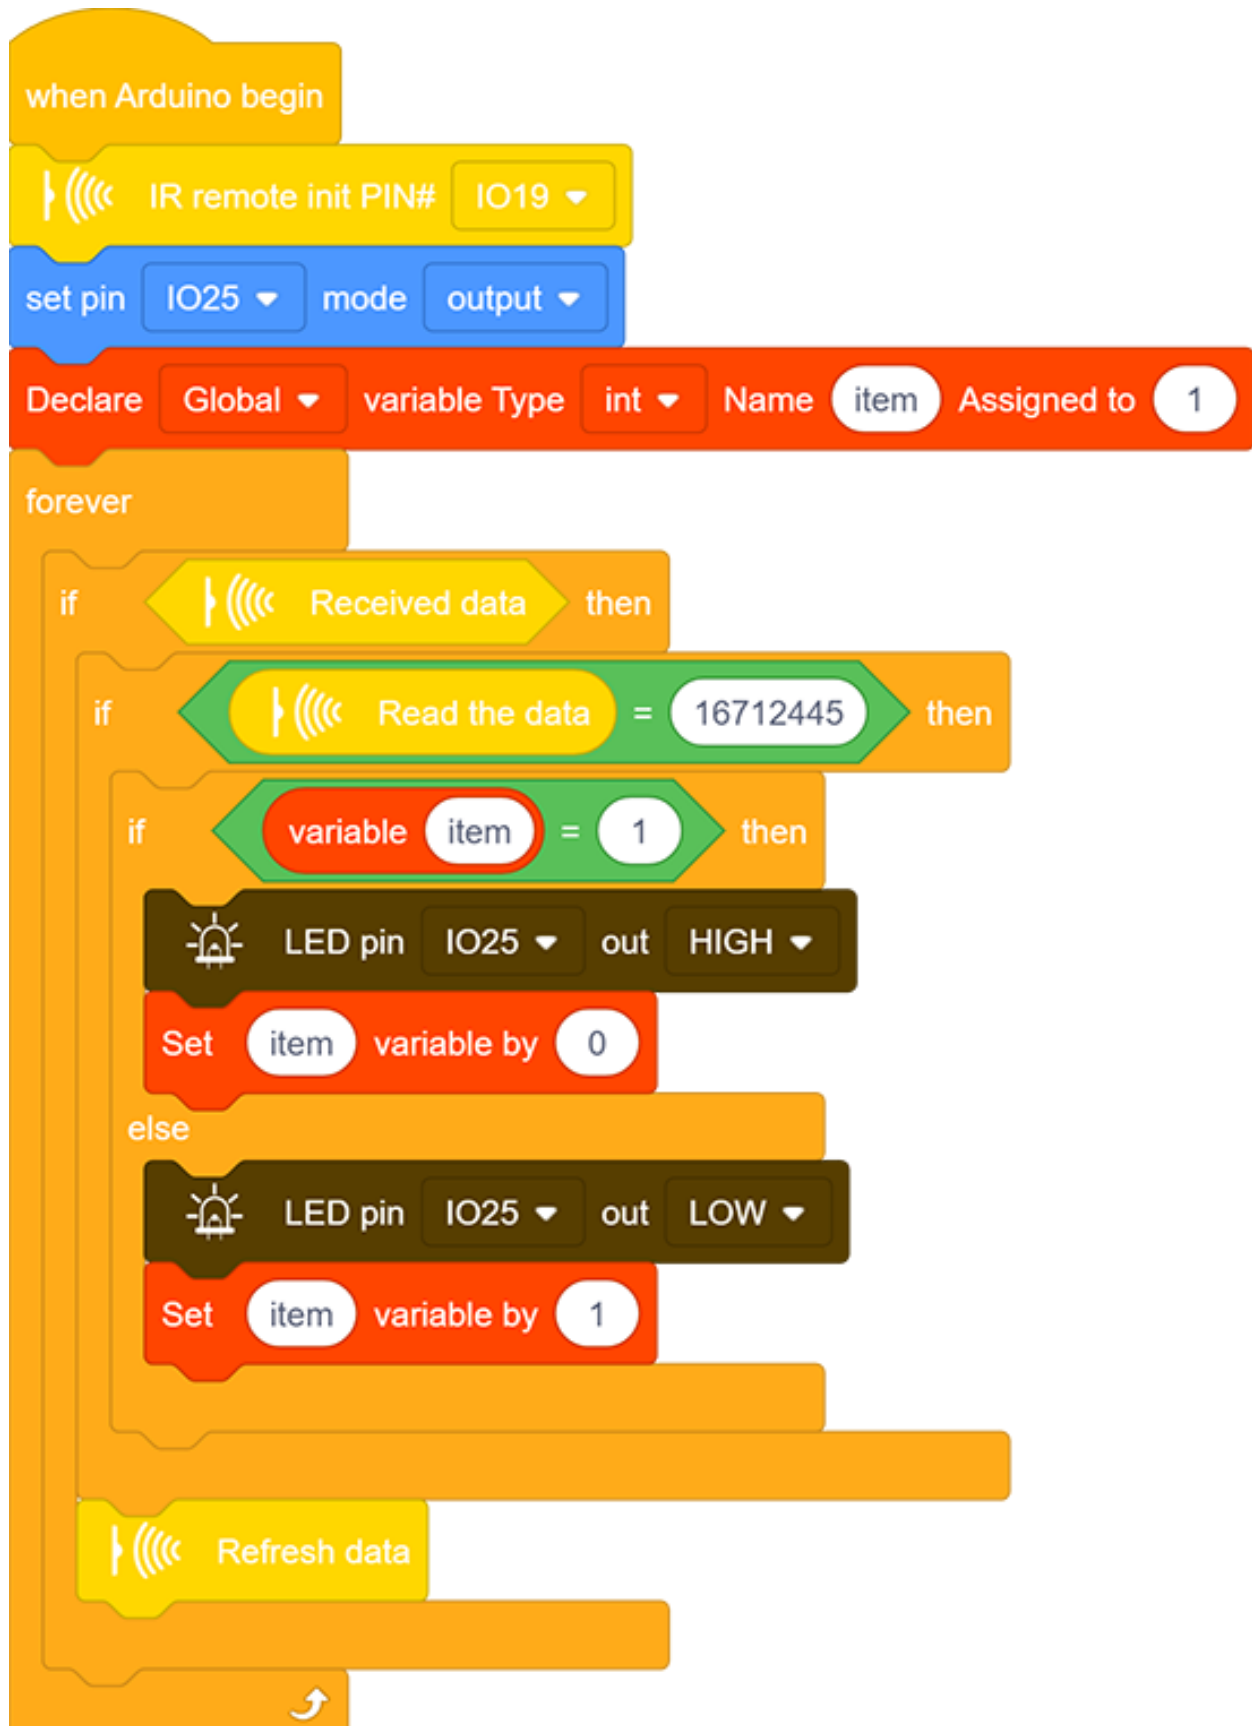 when Arduino begin
IR remote init PIN# IO19
set pin IO25 mode output
Declare Global variable Type int Name item Assigned to 1
forever
if Received data then
if Read the data = 16712445 then
if variable item = 1 then
LED pin IO25 out HIGH
Set item variable by 0
else
LED pin IO25 out LOW
Set item variable by 1
Refresh data